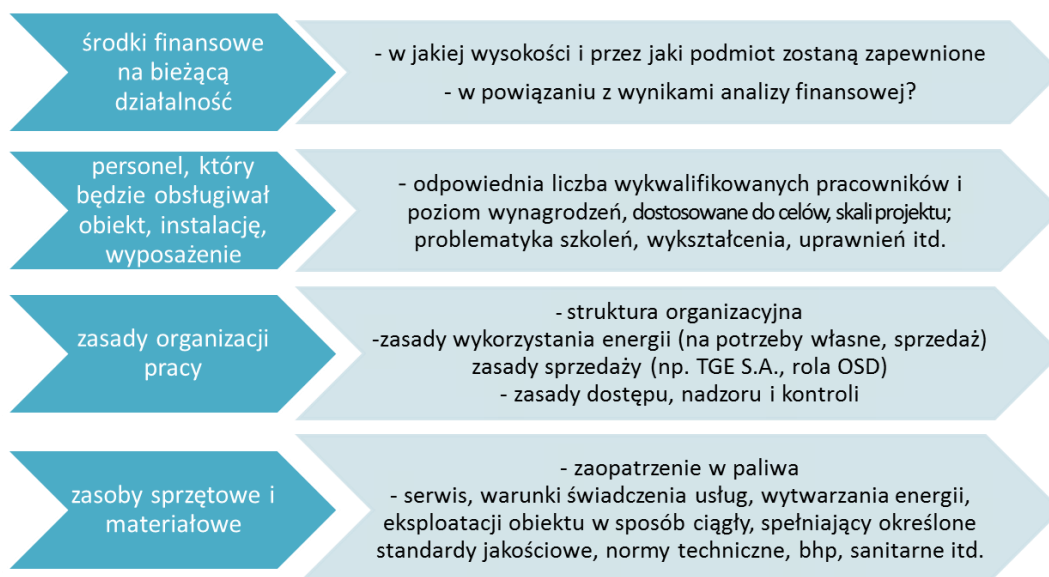 środki finansowe
na bieżącą
działalność
- w jakiej wysokości i przez jaki podmiot zostaną zapewnione
- w powiązaniu z wynikami analizy finansowej?
personel, który
będzie obsługiwał
obiekt, instalację,
wyposażenie
- odpowiednia liczba wykwalifikowanych pracowników i
poziom wynagrodzeń, dostosowane do celów, skali projektu;
problematyka szkoleń, wykształcenia, uprawnień itd.
zasady organizacji
pracy
- struktura organizacyjna
-zasady wykorzystania energii (na potrzeby własne, sprzedaż)
zasady sprzedaży (np. TGE S.A., rola OSD)
- zasady dostępu, nadzoru i kontroli
zasoby sprzętowe i
materiałowe
- zaopatrzenie w paliwa
- serwis, warunki świadczenia usług, wytwarzania energii,
eksploatacji obiektu w sposób ciągły, spełniający określone
standardy jakościowe, normy techniczne, bhp, sanitarne itd.